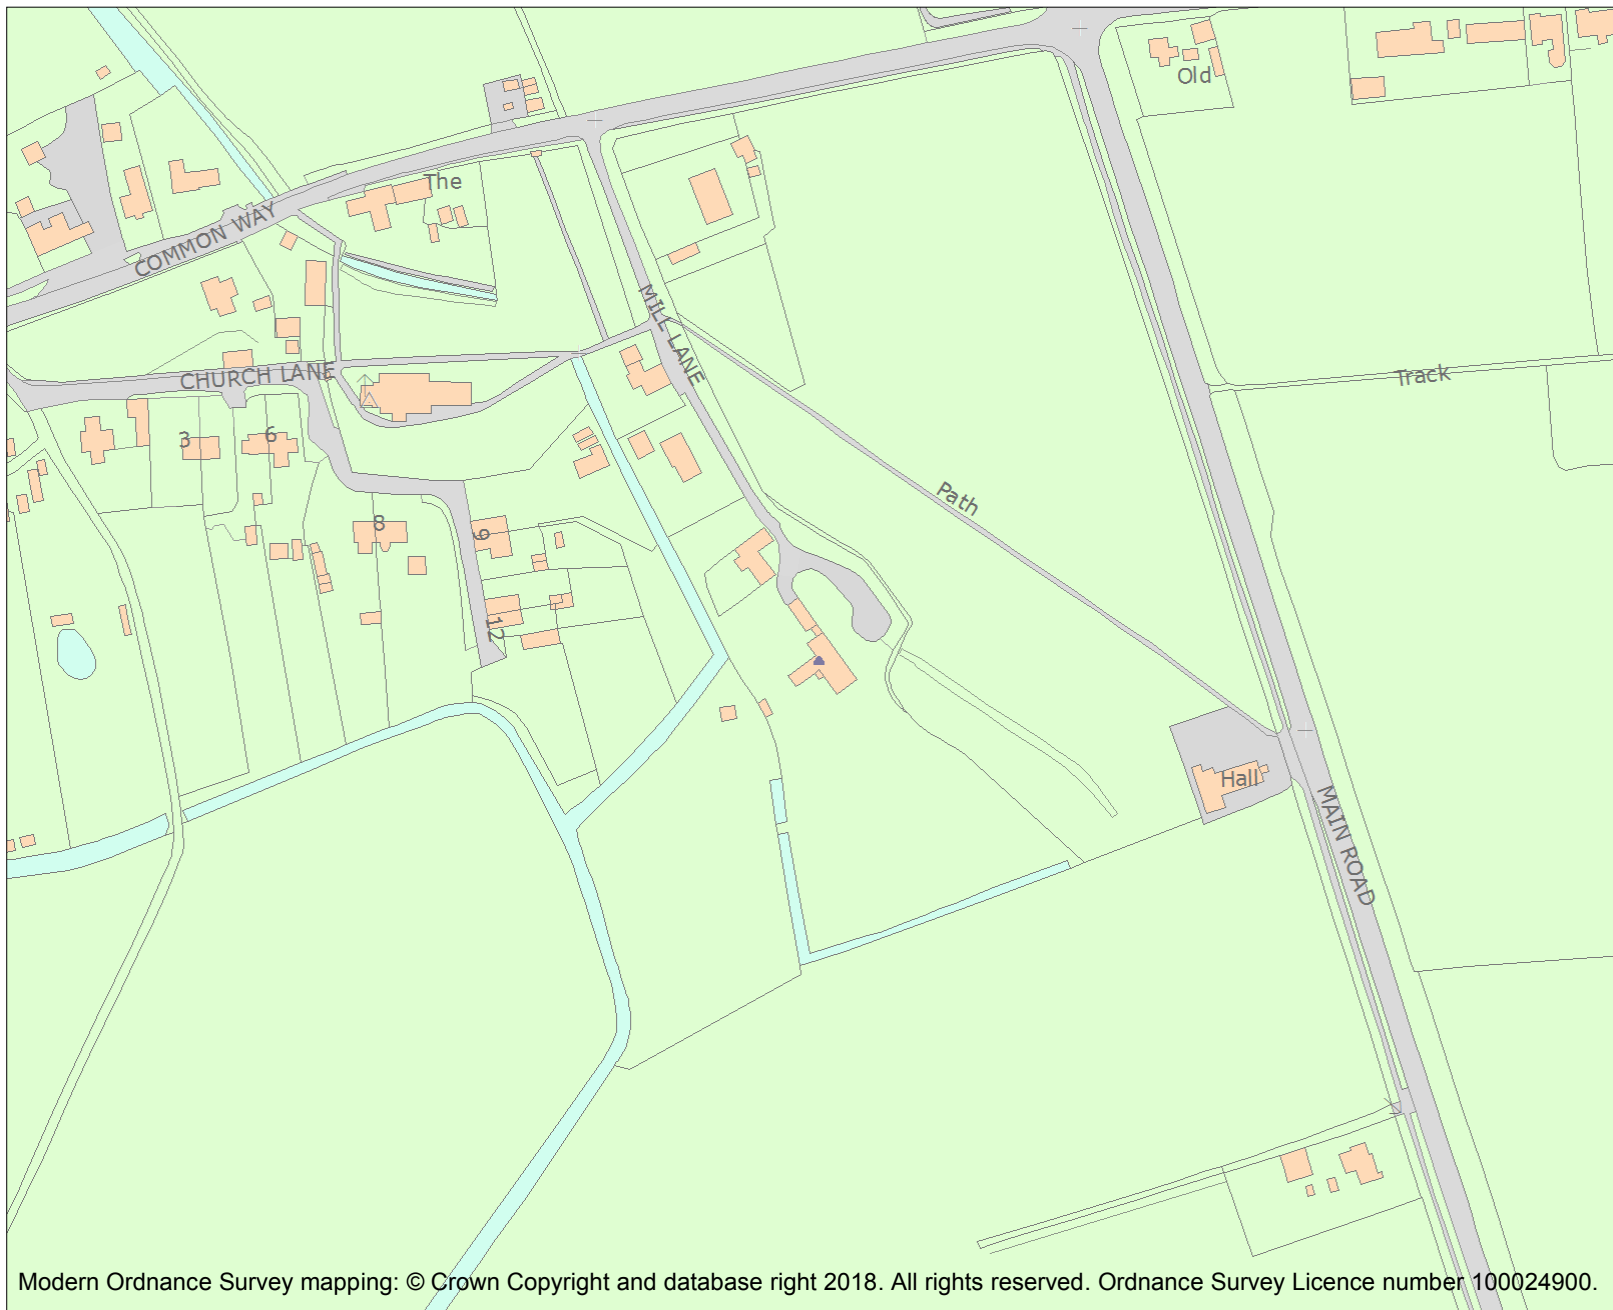 Old
The
COMMON WAY
MILL LANE
CHURCH LANE
Track
3
6
Path
8
9
12
Hall
MAIN ROAD
Modern Ordnance Survey mapping: © Crown Copyright and database right 2018. All rights reserved. Ordnance Survey Licence number 100024900.